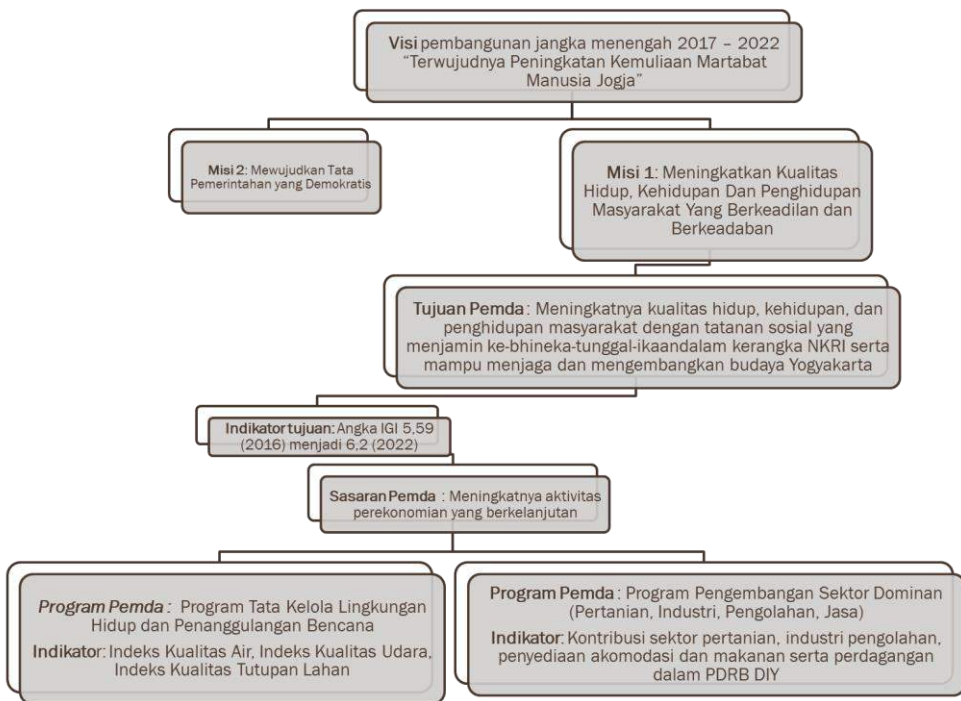 Visi pembangunan jangka menengah 2017 – 2022
“Terwujudnya Peningkatan Kemuliaan Martabat
Manusia Jogja”
Misi 2: Mewujudkan Tata
Pemerintahan yang Demokratis
Misi 1: Meningkatkan Kualitas
Hidup, Kehidupan Dan Penghidupan
Masyarakat Yang Berkeadilan dan
Berkeadaban
Tujuan Pemda : Meningkatnya kualitas hidup, kehidupan, dan
penghidupan masyarakat dengan tatanan sosial yang
menjamin ke-bhineka-tunggal-ikaandalam kerangka NKRI serta
mampu menjaga dan mengembangkan budaya Yogyakarta
Indikator tujuan: Angka IGI 5,59
(2016) menjadi 6,2 (2022)
Sasaran Pemda : Meningkatnya aktivitas
perekonomian yang berkelanjutan
Program Pemda : Program Tata Kelola Lingkungan
Hidup dan Penanggulangan Bencana
Indikator: Indeks Kualitas Air, Indeks Kualitas Udara,
Indeks Kualitas Tutupan Lahan
Program Pemda : Program Pengembangan Sektor Dominan
(Pertanian, Industri, Pengolahan, Jasa)
Indikator: Kontribusi sektor pertanian, industri pengolahan,
penyediaan akomodasi dan makanan serta perdagangan
dalam PDRB DIY